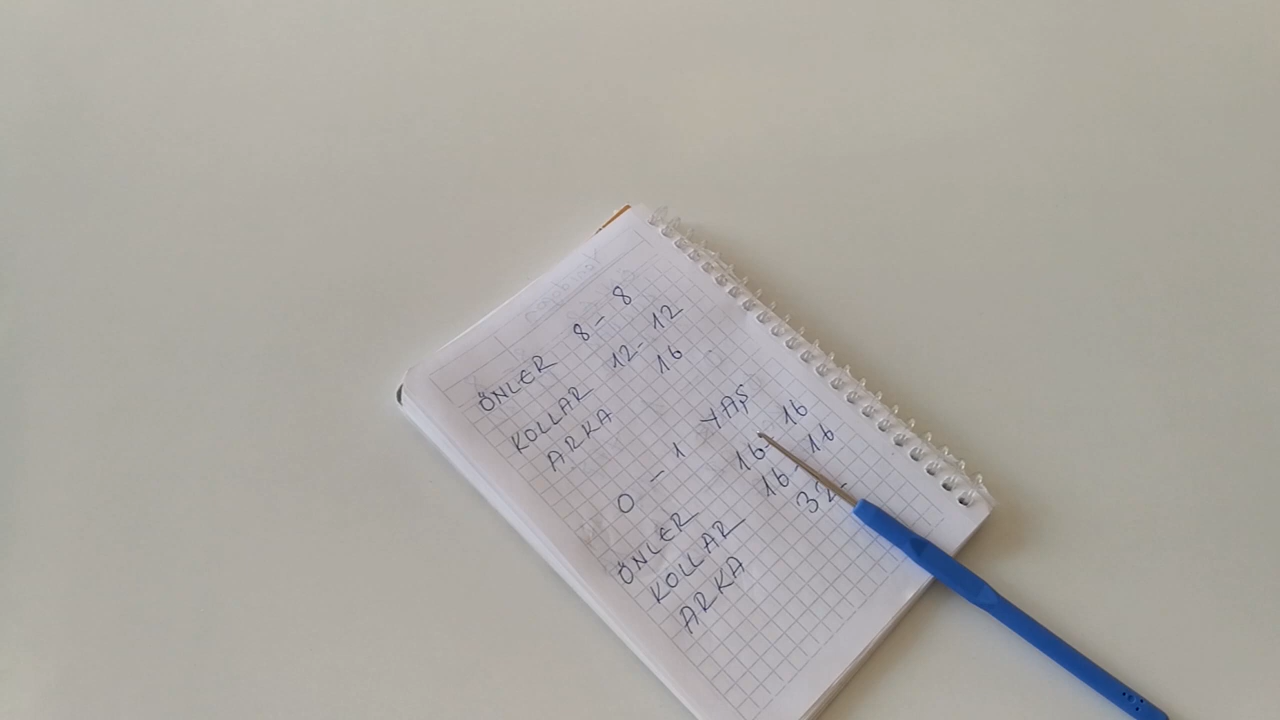 ÖNLER 8 - 8
KOLLAR 12 - 12
ARKA 16
0 - 1 YAŞ
ÖNLER 16 - 16
KOLLAR 16 - 16
ARKA 32 -